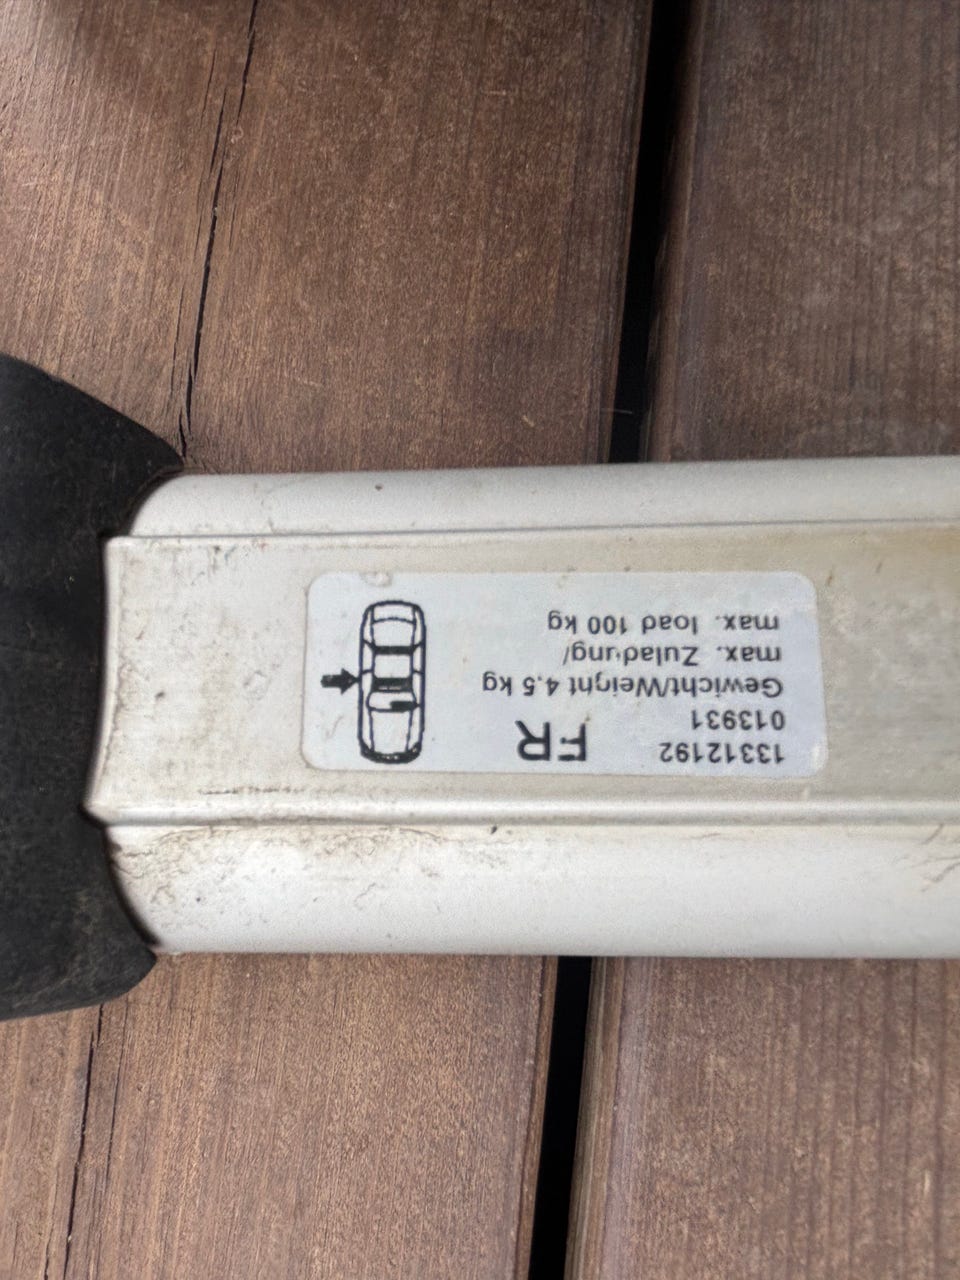 13312192
013931
FR
Gewicht/Weight 4.5 kg
max. Zuladung/
max. load 100 kg